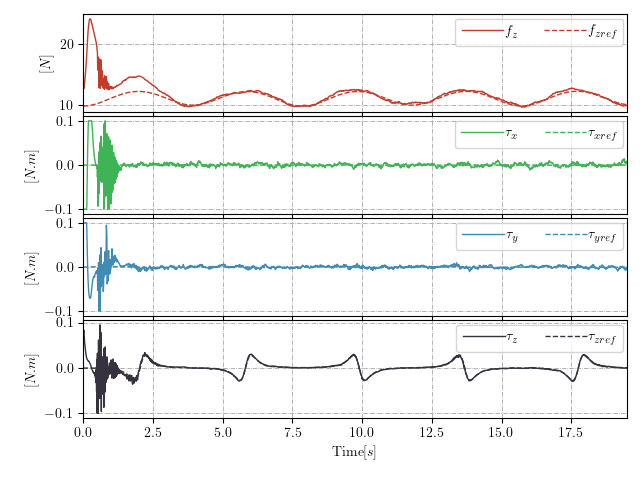 [N]
20
10
f_z f_zref
[N.m]
0.1
0.0
−0.1
τ_x τ_xref
[N.m]
0.1
0.0
−0.1
τ_y τ_yref
[N.m]
0.1
0.0
−0.1
τ_z τ_zref
0.0 2.5 5.0 7.5 10.0 12.5 15.0 17.5
Time[s]